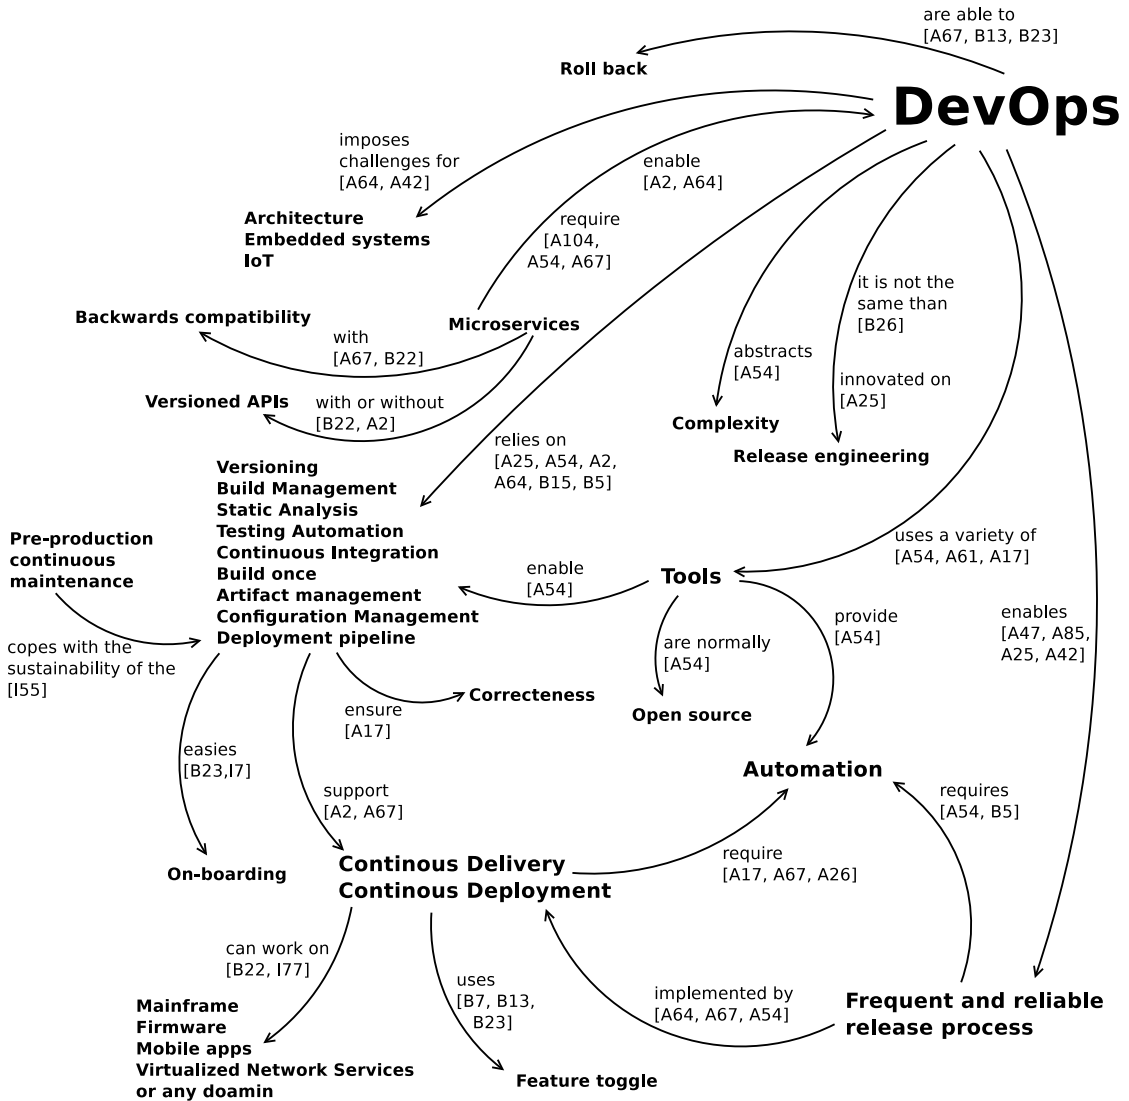 are able to
[A67, B13, B23]
Roll back
DevOps
imposes
challenges for
[A64, A42]
enable
[A2, A64]
Architecture
Embedded systems
IoT
require
[A104,
A54, A67]
it is not the
same than
[B26]
Backwards compatibility
Microservices
with
[A67, B22]
abstracts
[A54]
innovated on
[A25]
Versioned APIs
with or without
[B22, A2]
Complexity
Release engineering
relies on
[A25, A54, A2,
A64, B15, B5]
Versioning
Build Management
Static Analysis
Testing Automation
Continuous Integration
Build once
Artifact management
Configuration Management
Deployment pipeline
Pre-production
continuous
maintenance
uses a variety of
[A54, A61, A17]
enable
[A54]
Tools
provide
[A54]
enables
[A47, A85,
A25, A42]
copes with the
sustainability of the
[I55]
are normally
[A54]
ensure
[A17]
Correcteness
Open source
easies
[B23,I7]
support
[A2, A67]
Automation
requires
[A54, B5]
On-boarding
Continous Delivery
Continous Deployment
require
[A17, A67, A26]
can work on
[B22, I77]
uses
[B7, B13,
B23]
implemented by
[A64, A67, A54]
Frequent and reliable
release process
Mainframe
Firmware
Mobile apps
Virtualized Network Services
or any doamin
Feature toggle